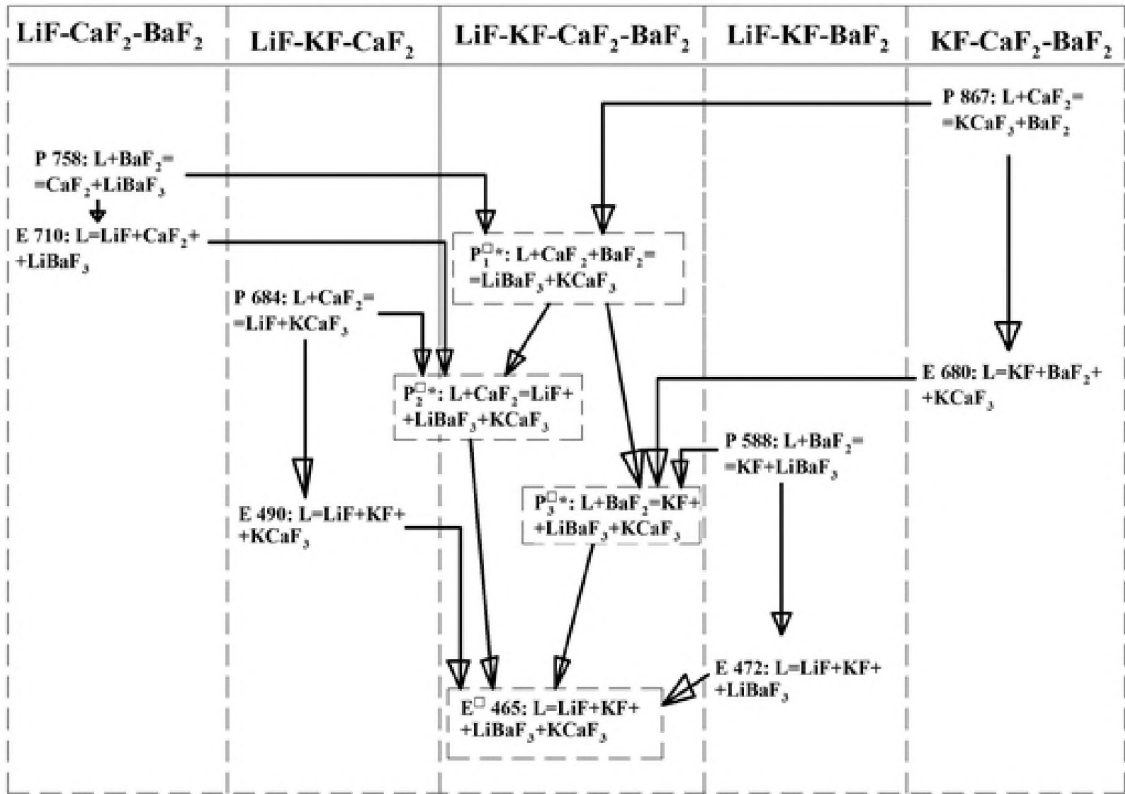 LiF-CaF₂-BaF₂
LiF-KF-CaF₂
LiF-KF-CaF₂-BaF₂
LiF-KF-BaF₂
KF-CaF₂-BaF₂
P 758: L+BaF₂=
=CaF₂+LiBaF₃
E 710: L=LiF+CaF₂+
+LiBaF₃
P 684: L+CaF₂=
=LiF+KCaF₃
E 490: L=LiF+KF+
+KCaF₃
P₁□*: L+CaF₂+BaF₂=
=LiBaF₃+KCaF₃
P₂□*: L+CaF₂=LiF+
+LiBaF₃+KCaF₃
P₃□*: L+BaF₂=KF+
+LiBaF₃+KCaF₃
E□ 465: L=LiF+KF+
+LiBaF₃+KCaF₃
P 588: L+BaF₂=
=KF+LiBaF₃
E 472: L=LiF+KF+
+LiBaF₃
P 867: L+CaF₂=
=KCaF₃+BaF₂
E 680: L=KF+BaF₂+
+KCaF₃